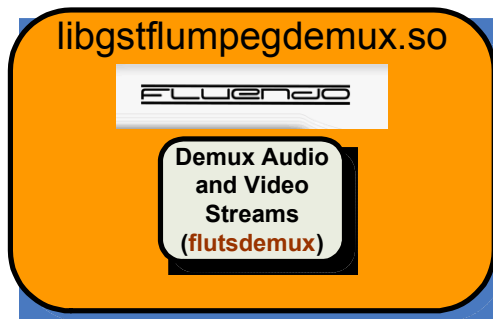 libgstflumpegdemux.so
FLUENDO
Demux Audio
and Video
Streams
(flutsdemux)